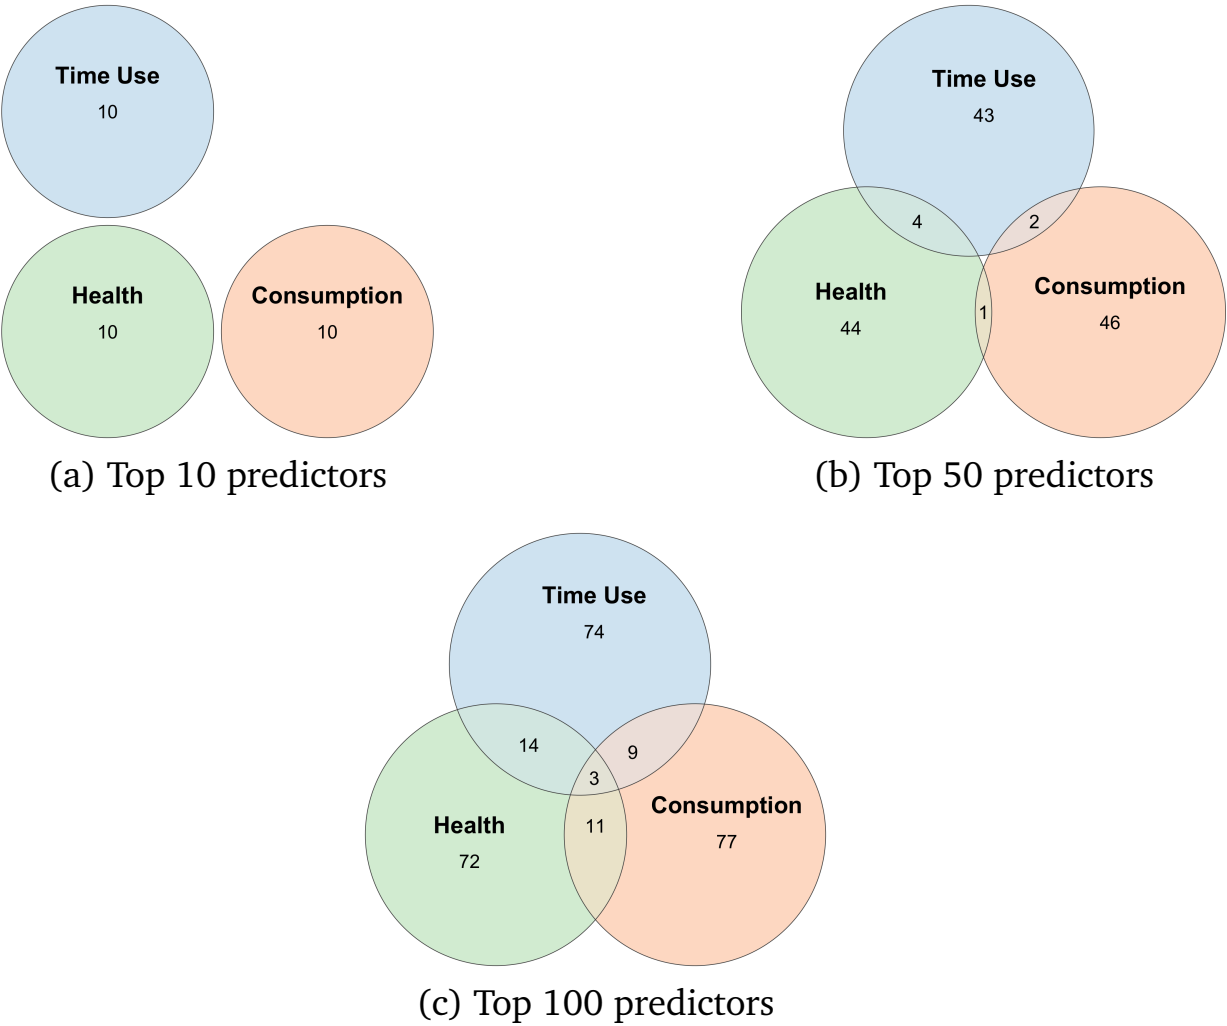 Time Use
10
Health
10
Consumption
10
(a) Top 10 predictors
Time Use
43
4
2
Health
44
1
Consumption
46
(b) Top 50 predictors
Time Use
74
14
9
3
Health
72
11
Consumption
77
(c) Top 100 predictors